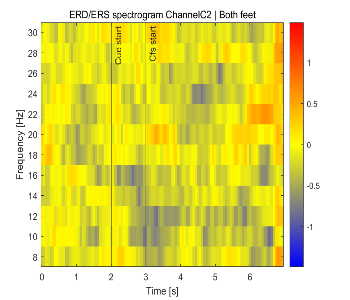 ERD/ERS spectrogram ChannelC2 | Both feet
Cue start
Cfs start
Frequency [Hz]
30
28
26
24
22
20
18
16
14
12
10
8
0 1 2 3 4 5 6
Time [s]
1
0.5
0
-0.5
-1